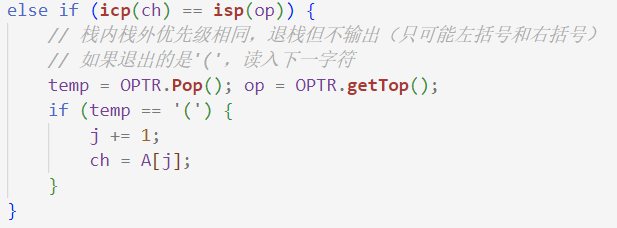 else if (icp(ch) == isp(op)) {
// 栈内栈外优先级相同，退栈但不输出（只可能左括号和右括号）
// 如果退出的是'('，读入下一字符
temp = OPTR.Pop(); op = OPTR.getTop();
if (temp == '(') {
j += 1;
ch = A[j];
}
}